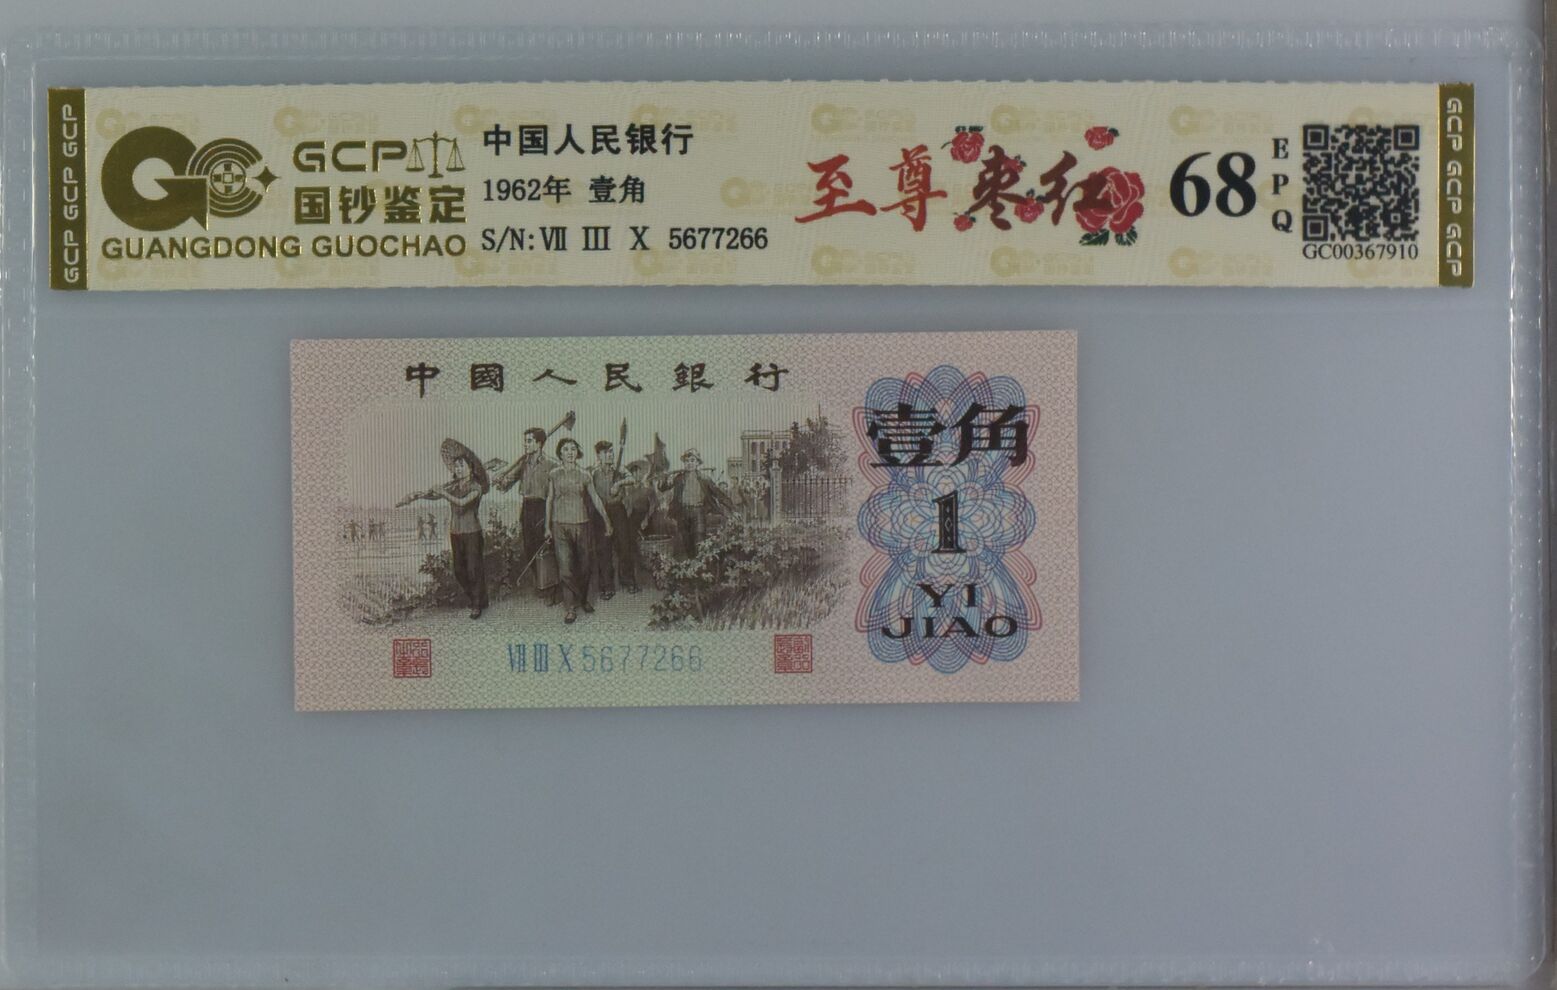 GCP GCP GCP
GCP
国钞鉴定
GUANGDONG GUOCHAO
中国人民银行
1962年 壹角
S/N: Ⅶ Ⅲ Ⅹ 5677266
至尊枣红
68
EPQ
GC00367910
GCP GCP GCP
中國人民銀行
壹角
1
YI
JIAO
Ⅶ Ⅲ Ⅹ 5677266